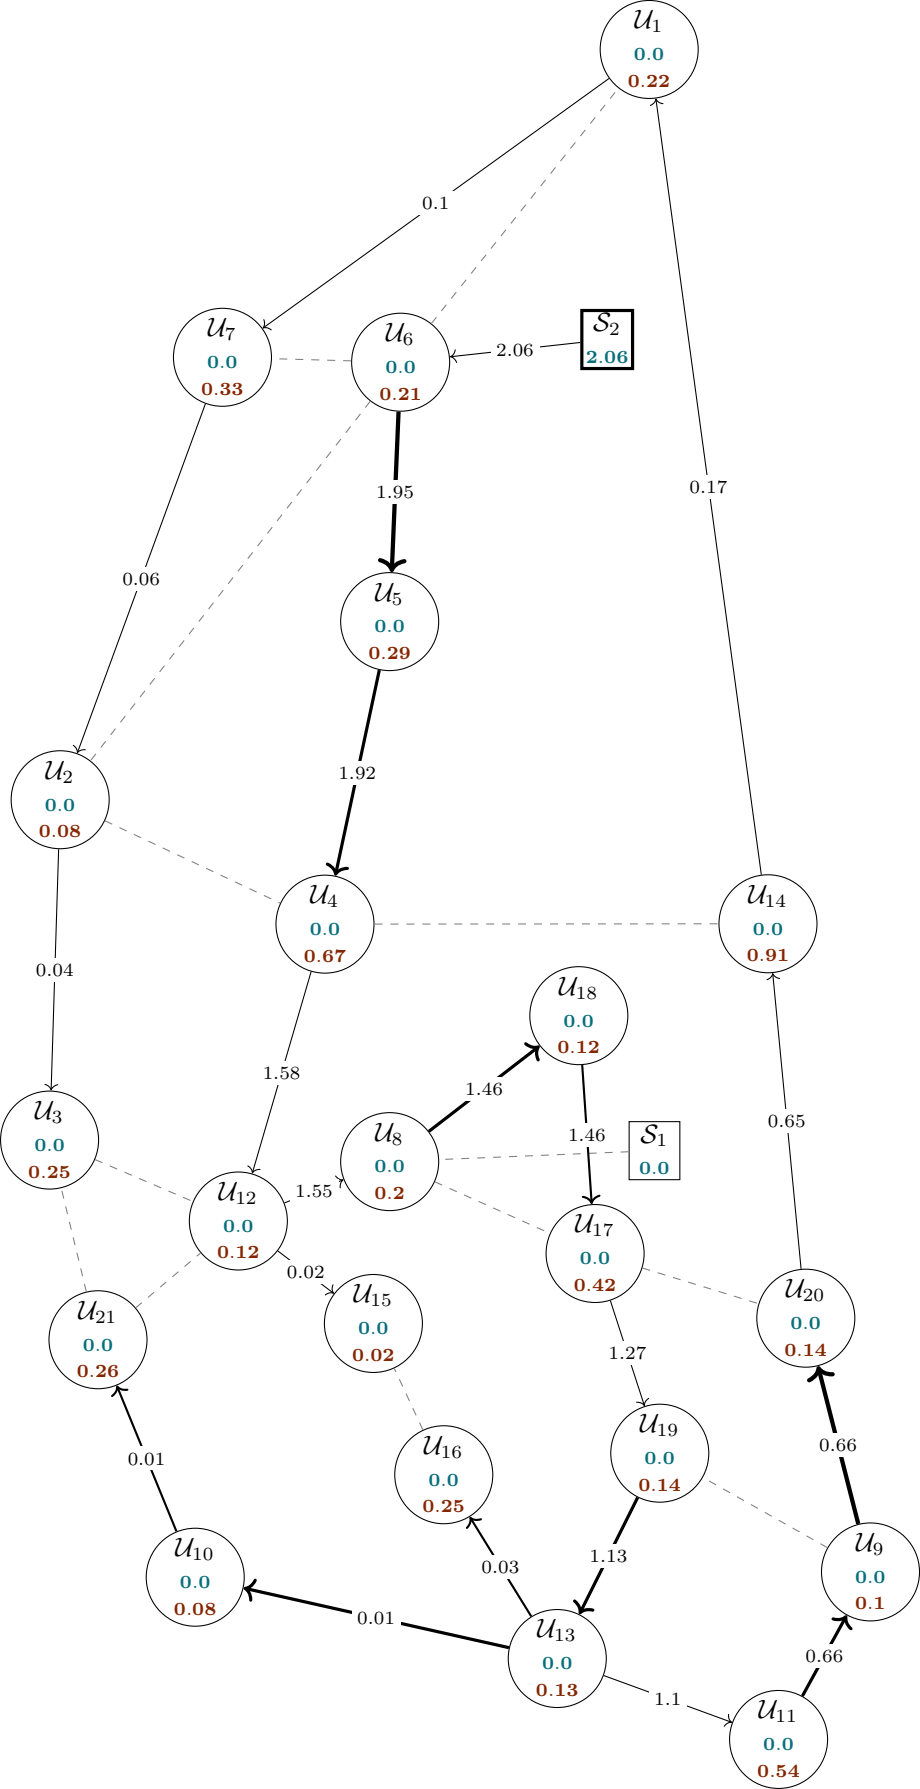 𝒰₁
0.0
0.22
0.1
𝒰₇
0.0
0.33
𝒰₆
0.0
0.21
2.06
𝒮₂
2.06
1.95
0.17
0.06
𝒰₅
0.0
0.29
1.92
𝒰₂
0.0
0.08
𝒰₄
0.0
0.67
𝒰₁₄
0.0
0.91
0.04
𝒰₁₈
0.0
0.12
1.58
1.46
𝒰₃
0.0
0.25
𝒰₈
0.0
0.2
1.46
𝒮₁
0.0
0.65
𝒰₁₂
0.0
0.12
1.55
𝒰₁₇
0.0
0.42
0.02
𝒰₂₁
0.0
0.26
𝒰₁₅
0.0
0.02
𝒰₂₀
0.0
0.14
1.27
0.01
𝒰₁₆
0.0
0.25
𝒰₁₉
0.0
0.14
0.66
𝒰₁₀
0.0
0.08
0.03
1.13
𝒰₉
0.0
0.1
0.01
𝒰₁₃
0.0
0.13
0.66
1.1
𝒰₁₁
0.0
0.54